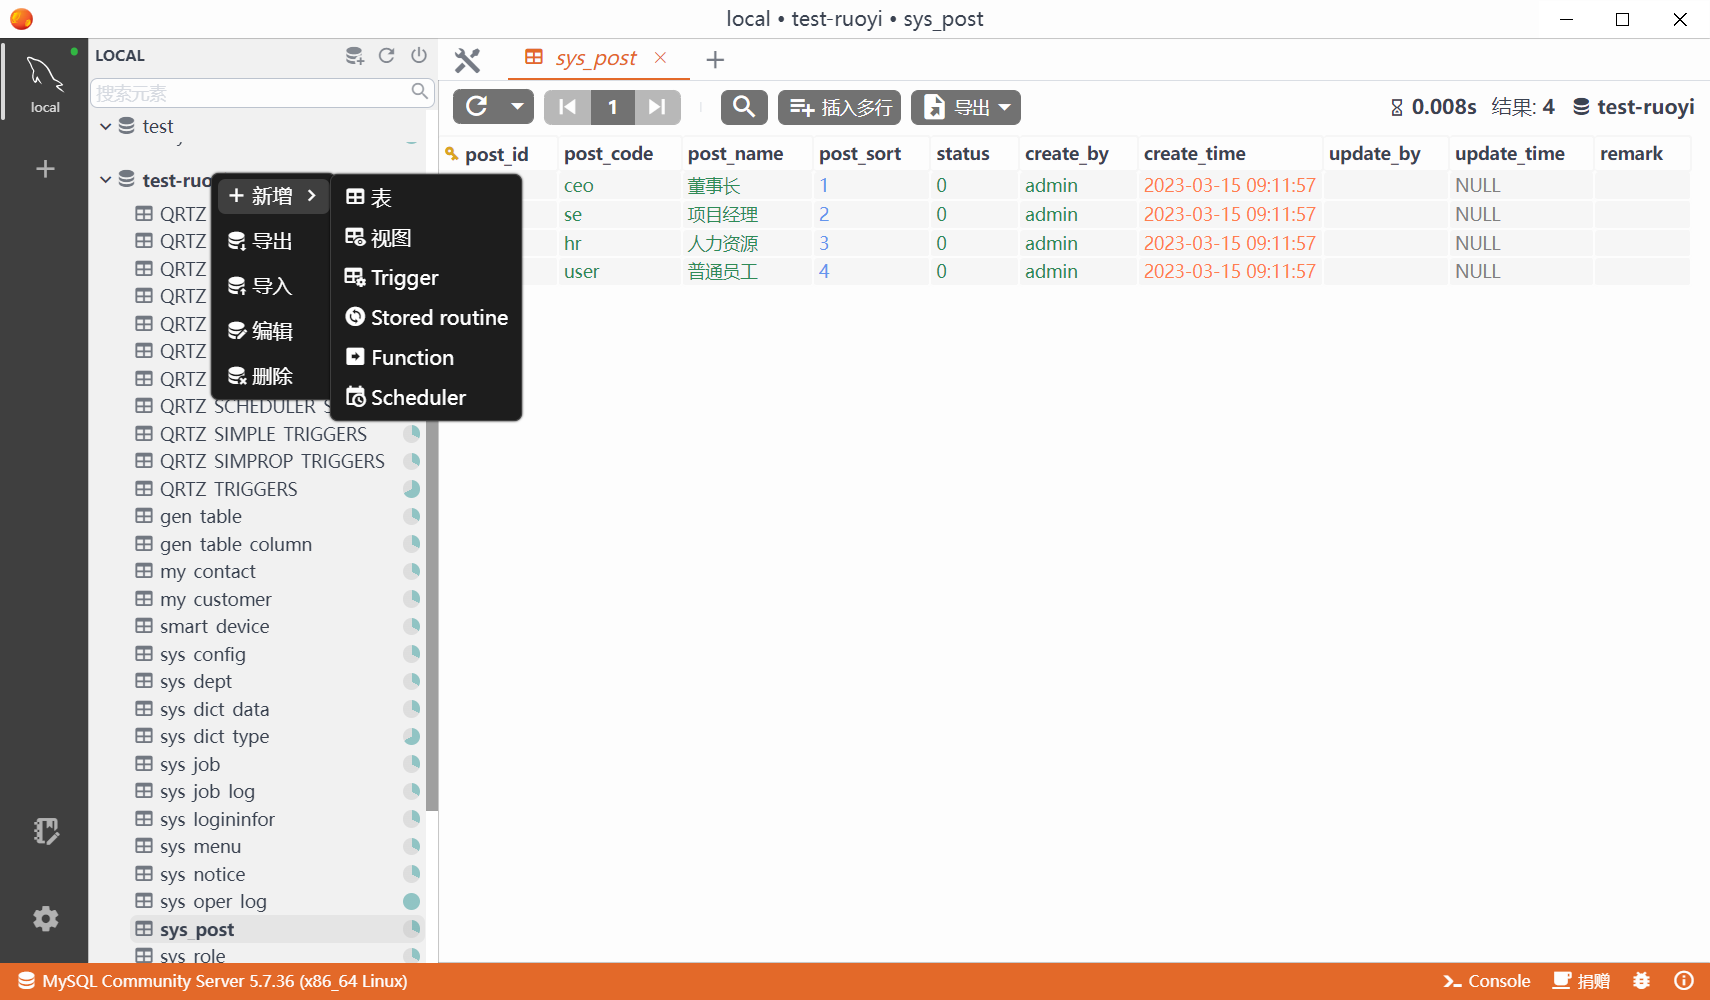 local • test-ruoyi • sys_post
local
LOCAL
搜索元素
test
test-ruo
QRTZ
QRTZ
QRTZ
QRTZ
QRTZ
QRTZ
QRTZ
QRTZ SCHEDULER S
QRTZ SIMPLE TRIGGERS
QRTZ SIMPROP TRIGGERS
QRTZ TRIGGERS
gen table
gen table column
my contact
my customer
smart device
sys config
sys dept
sys dict data
sys dict type
sys job
sys job log
sys logininfor
sys menu
sys notice
sys oper log
sys_post
sys role
新增
导出
导入
编辑
删除
表
视图
Trigger
Stored routine
Function
Scheduler
sys_post
1 插入多行 导出 0.008s 结果: 4 test-ruoyi
post_id post_code post_name post_sort status create_by create_time update_by update_time remark
ceo 董事长 1 0 admin 2023-03-15 09:11:57 NULL
se 项目经理 2 0 admin 2023-03-15 09:11:57 NULL
hr 人力资源 3 0 admin 2023-03-15 09:11:57 NULL
user 普通员工 4 0 admin 2023-03-15 09:11:57 NULL
MySQL Community Server 5.7.36 (x86_64 Linux)
Console 捐赠